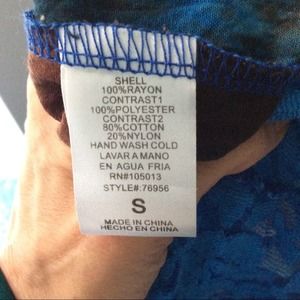 SHELL
100%RAYON
CONTRAST1
100%POLYESTER
CONTRAST2
80%COTTON
20%NYLON
HAND WASH COLD
LAVAR A MANO
EN AGUA FRIA
RN#105013
STYLE#:76956
S
MADE IN CHINA
HECHO EN CHINA